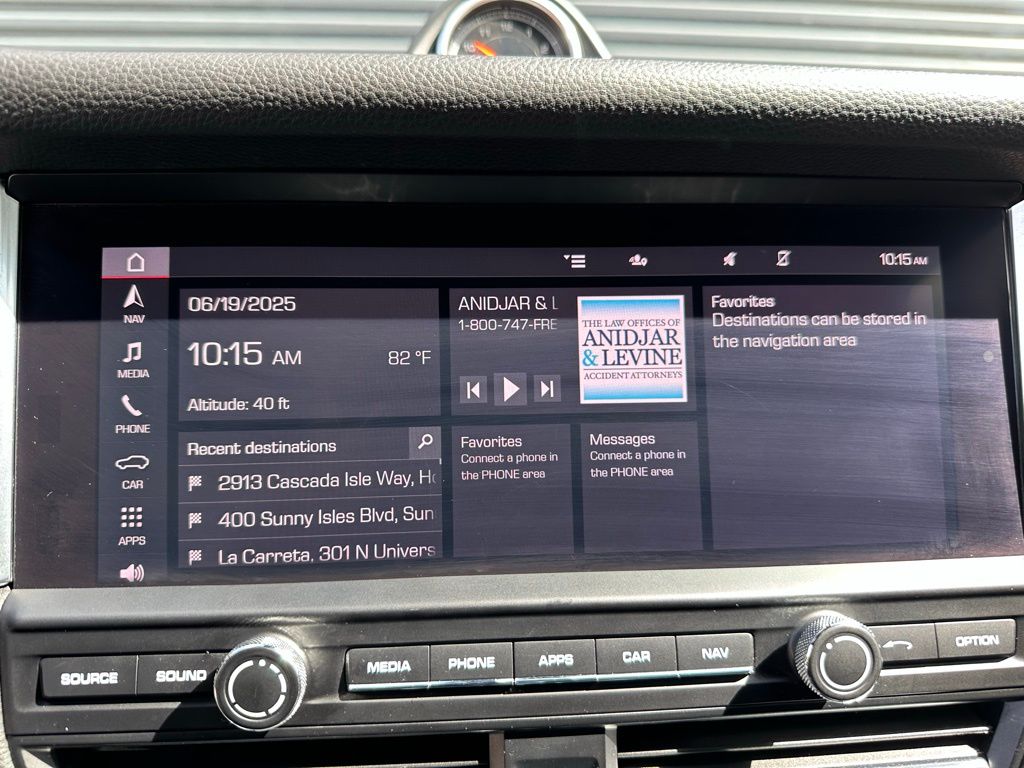 10:15 AM
NAV
MEDIA
PHONE
CAR
APPS
06/19/2025
10:15 AM
82 °F
Altitude: 40 ft
Recent destinations
2913 Cascada Isle Way, Ho
400 Sunny Isles Blvd, Sun
La Carreta, 301 N Univers
ANIDJAR & L
1-800-747-FRE
THE LAW OFFICES OF
ANIDJAR
& LEVINE
ACCIDENT ATTORNEYS
Favorites
Connect a phone in
the PHONE area
Messages
Connect a phone in
the PHONE area
Favorites
Destinations can be stored in
the navigation area
SOURCE
SOUND
MEDIA
PHONE
APPS
CAR
NAV
OPTION